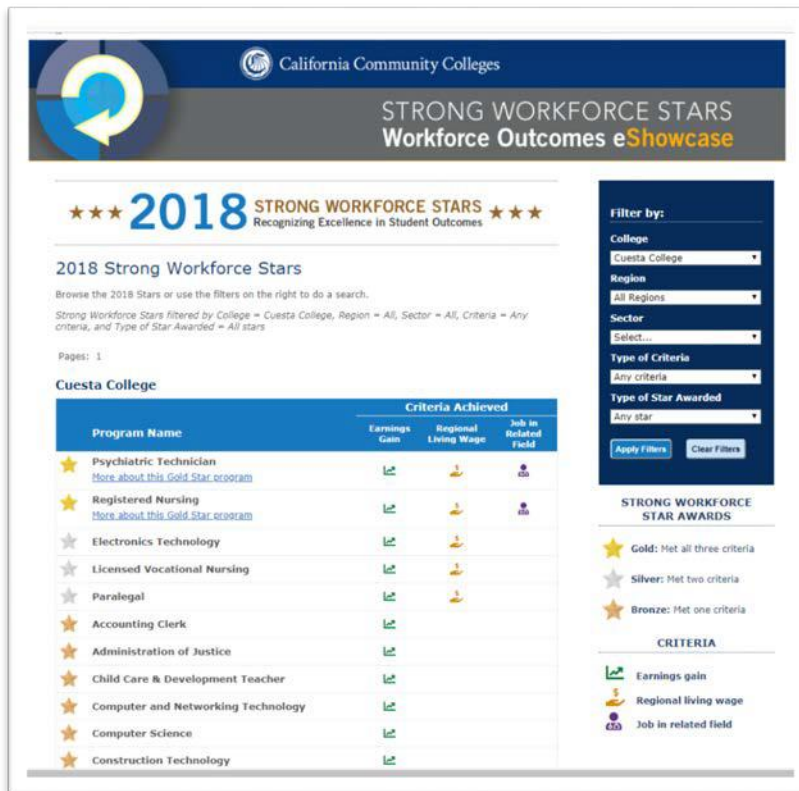 California Community Colleges
STRONG WORKFORCE STARS
Workforce Outcomes eShowcase
2018 STRONG WORKFORCE STARS
Recognizing Excellence in Student Outcomes
2018 Strong Workforce Stars
Browse the 2018 Stars or use the filters on the right to do a search.
Strong Workforce Stars filtered by College = Cuesta College, Region = All, Sector = All, Criteria = Any
criteria, and Type of Star Awarded = All stars
Pages: 1
Cuesta College
Criteria Achieved
Program Name
Earnings
Gain
Regional
Living Wage
Job in
Related
Field
Psychiatric Technician
More about this Gold Star program
Registered Nursing
More about this Gold Star program
Electronics Technology
Licensed Vocational Nursing
Paralegal
Accounting Clerk
Administration of Justice
Child Care & Development Teacher
Computer and Networking Technology
Computer Science
Construction Technology
Filter by:
College
Cuesta College
Region
All Regions
Sector
Select...
Type of Criteria
Any criteria
Type of Star Awarded
Any star
Apply Filters
Clear Filters
STRONG WORKFORCE
STAR AWARDS
Gold: Met all three criteria
Silver: Met two criteria
Bronze: Met one criteria
CRITERIA
Earnings gain
Regional living wage
Job in related field